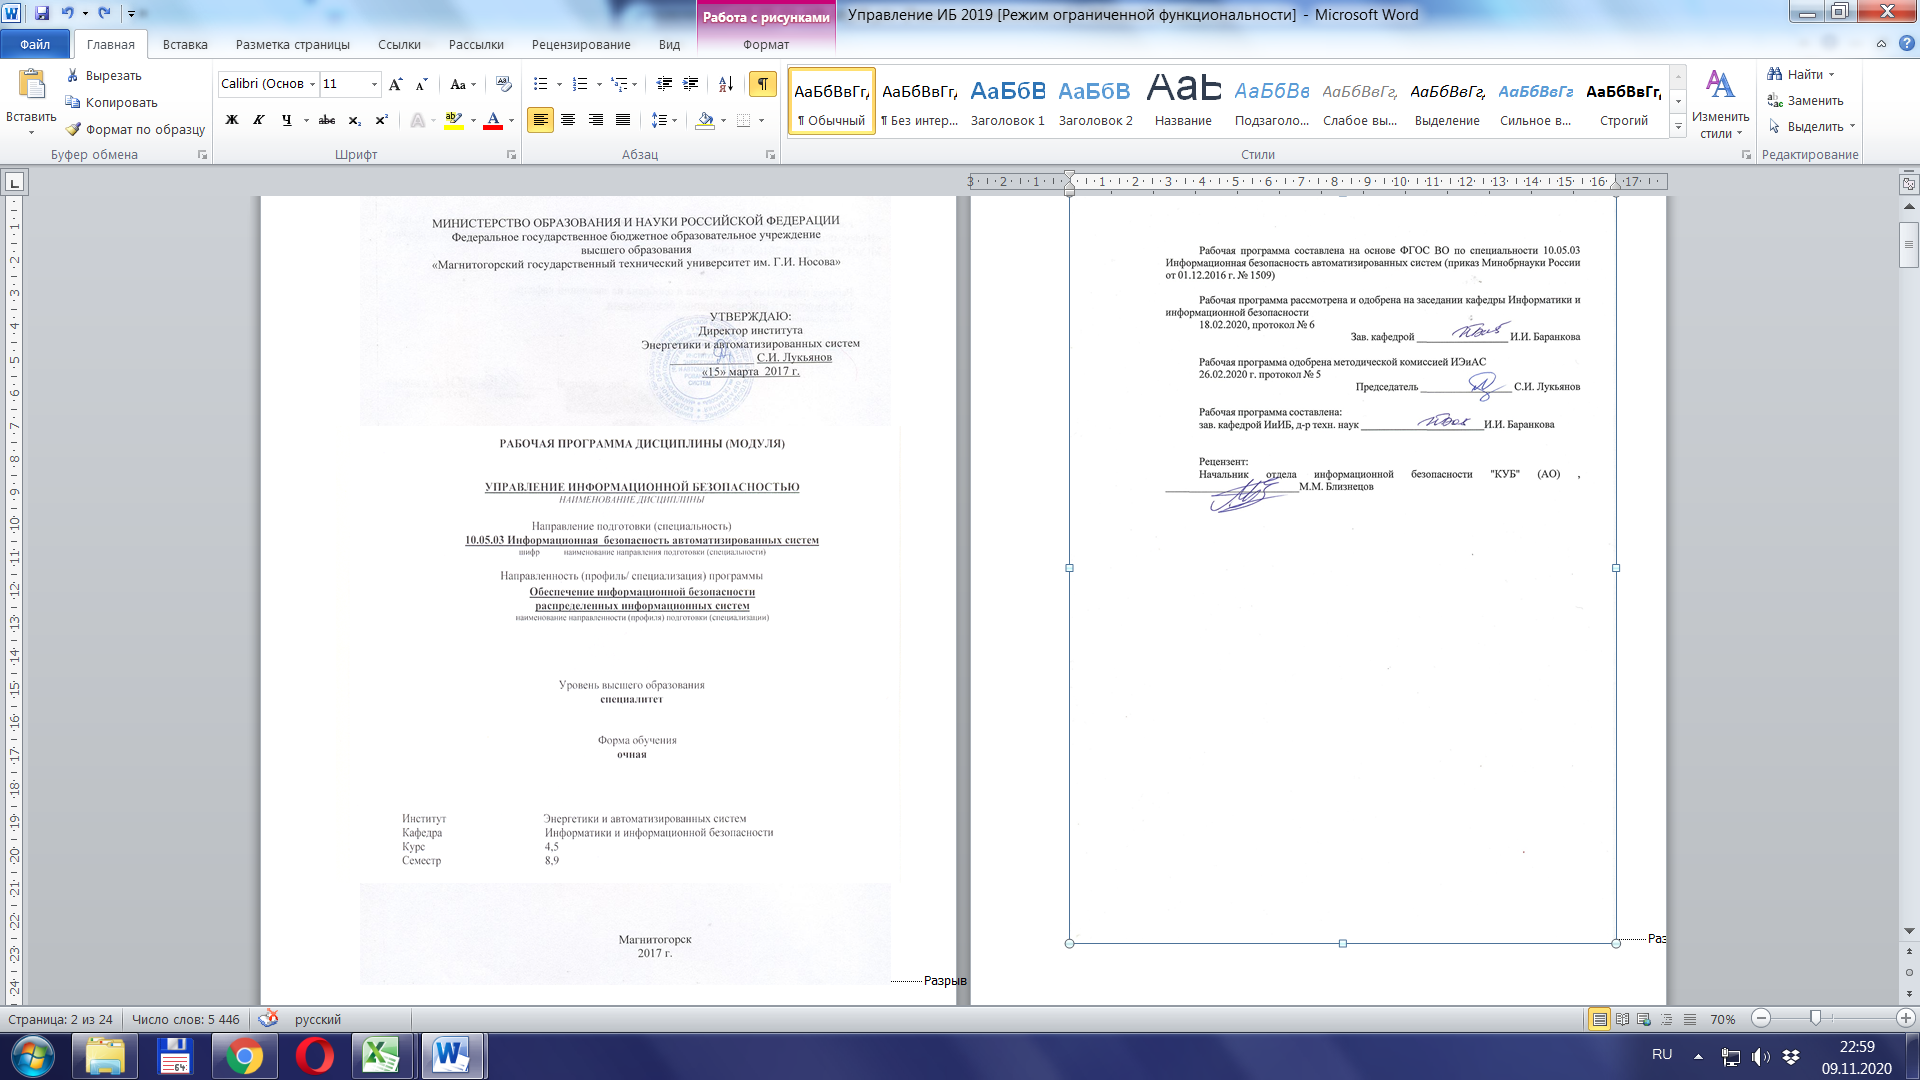 Работа с рисунками
Управление ИБ 2019 [Режим ограниченной функциональности] - Microsoft Word
Файл
Главная
Вставка
Разметка страницы
Ссылки
Рассылки
Рецензирование
Вид
Формат
Вставить
Вырезать
Копировать
Формат по образцу
Буфер обмена
Calibri (Основ
11
Шрифт
Абзац
АаБбВвГг,
¶ Обычный
АаБбВвГг,
¶ Без интер...
АаБбВ
Заголовок 1
АаБбВ
Заголовок 2
АаЬ
Название
АаБбВв
Подзаголо...
АаБбВвГг,
Слабое вы...
АаБбВвГг,
Выделение
АаБбВвГг
Сильное в...
АаБбВвГг,
Строгий
Стили
Изменить
стили
Найти
Заменить
Выделить
Редактирование
МИНИСТЕРСТВО ОБРАЗОВАНИЯ И НАУКИ РОССИЙСКОЙ ФЕДЕРАЦИИ
Федеральное государственное бюджетное образовательное учреждение
высшего образования
«Магнитогорский государственный технический университет им. Г.И. Носова»
УТВЕРЖДАЮ:
Директор института
Энергетики и автоматизированных систем
С.И. Лукьянов
«15» марта 2017 г.
РАБОЧАЯ ПРОГРАММА ДИСЦИПЛИНЫ (МОДУЛЯ)
УПРАВЛЕНИЕ ИНФОРМАЦИОННОЙ БЕЗОПАСНОСТЬЮ
НАИМЕНОВАНИЕ ДИСЦИПЛИНЫ
Направление подготовки (специальность)
10.05.03 Информационная безопасность автоматизированных систем
шифр наименование направления подготовки (специальности)
Направленность (профиль/ специализация) программы
Обеспечение информационной безопасности
распределенных информационных систем
наименование направленности (профиля) подготовки (специализации)
Уровень высшего образования
специалитет
Форма обучения
очная
Институт Энергетики и автоматизированных систем
Кафедра Информатики и информационной безопасности
Курс 4,5
Семестр 8,9
Магнитогорск
2017 г.
Разрыв
Рабочая программа составлена на основе ФГОС ВО по специальности 10.05.03
Информационная безопасность автоматизированных систем (приказ Минобрнауки России
от 01.12.2016 г. № 1509)
Рабочая программа рассмотрена и одобрена на заседании кафедры Информатики и
информационной безопасности
18.02.2020, протокол № 6
Зав. кафедрой И.И. Баранкова
Рабочая программа одобрена методической комиссией ИЭиАС
26.02.2020 г. протокол № 5
Председатель С.И. Лукьянов
Рабочая программа составлена:
зав. кафедрой ИиИБ, д-р техн. наук И.И. Баранкова
Рецензент:
Начальник отдела информационной безопасности "КУБ" (АО) ,
М.М. Близнецов
Раз
Страница: 2 из 24
Число слов: 5 446
русский
70%
RU
22:59
09.11.2020